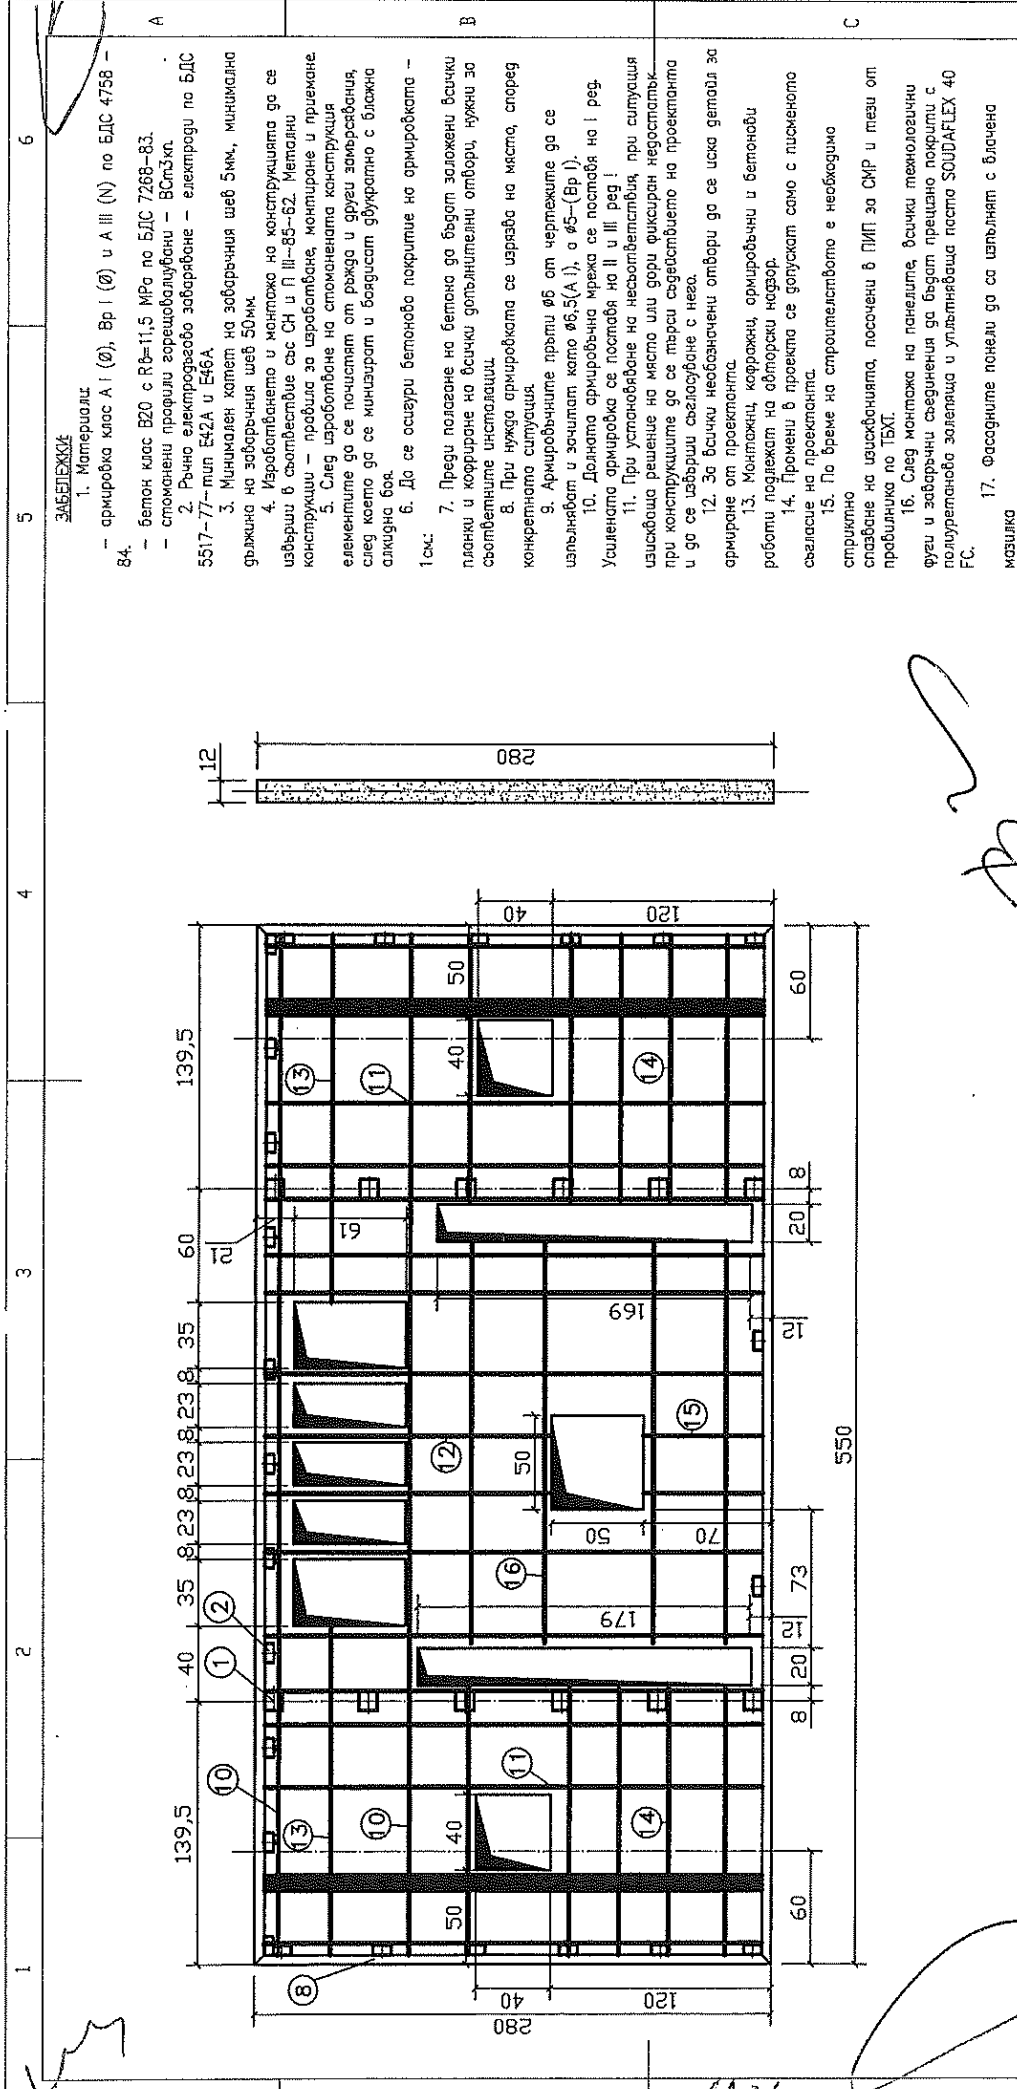 1
2
3
4
5
6
A
B
C
ЗАБЕЛЕЖКИ:
1. Материали:
- армировка клас А I (Ø), Вр I (Ø) и А III (N) по БДС 4758 -
84.
- бетон клас В20 с Rв=11,5 МРа по БДС 7268-83.
- стоманени профили горещовалцувани - ВСт3кп.
2. Ръчно електродъгово заваряване - електроди по БДС
5517-77-тип Е42А и Е46А
3. Минимален катет на заваръчния шев 5мм, минимална
дължина на заваръчния шев 50мм.
4. Изработването и монтажа на конструкцията да се
извърши в съответствие със СН и П III-85-62. Метални
конструкции - правила за изработване, монтиране и приемане.
5. След изработване на стоманената конструкция
елементите да се почистят от ръжда и други замърсявания,
след което да се минизират и боядисат двукратно с блажна
алкидна боя.
6. Да се осигури бетоново покритие на армировката -
1см.
7. Преди полагане на бетона да бъдат заложени всички
планки и кофриране на всички допълнителни отвори, нужни за
съответните инсталации.
8. При нужда армировката се изрязва на място, според
конкретната ситуация.
9. Армировъчните пръти ø6 от чертежите да се
изпълняват и зачитат като ø6,5(А I), а ø5-(Вр I).
10. Долната армировъчна мрежа се поставя на I ред.
Усилената армировка се поставя на II и III ред !
11. При установяване на несъответствия, при ситуация
изискваща решение на място или дори фиксиран недостатък
при конструкциите да се търси съдействието на проектанта
и да се извърши съгласуване с него.
12. За всички необозначени отвори да се иска детайл за
армиране от проектанта.
13. Монтажни, кофражни, армировъчни и бетонови
работи подлежат на авторски надзор.
14. Промени в проекта се допускат само с писменото
съгласие на проектанта.
15. По време на строителството е необходимо
стриктно
спазване на изискванията, посочени в ПИП за СМР и тези от
правилника по ТБХТ.
16. След монтажа на панелите, всички технологични
фуги и заваръчни съединения да бъдат прецизно покрити с
полиуретанова залепяща и уплътняваща паста SOUDAFLEX 40
FC.
17. Фасадните панели да са изпълнят с влачена
мазилка
139,5
40
35
8
23
8
23
8
23
8
35
60
139,5
1
2
8
10
13
10
11
14
16
12
15
13
11
14
280
40
120
50
40
60
8
20
12
73
179
50
50
70
550
169
12
20
8
21
61
40
50
60
40
120
12
280